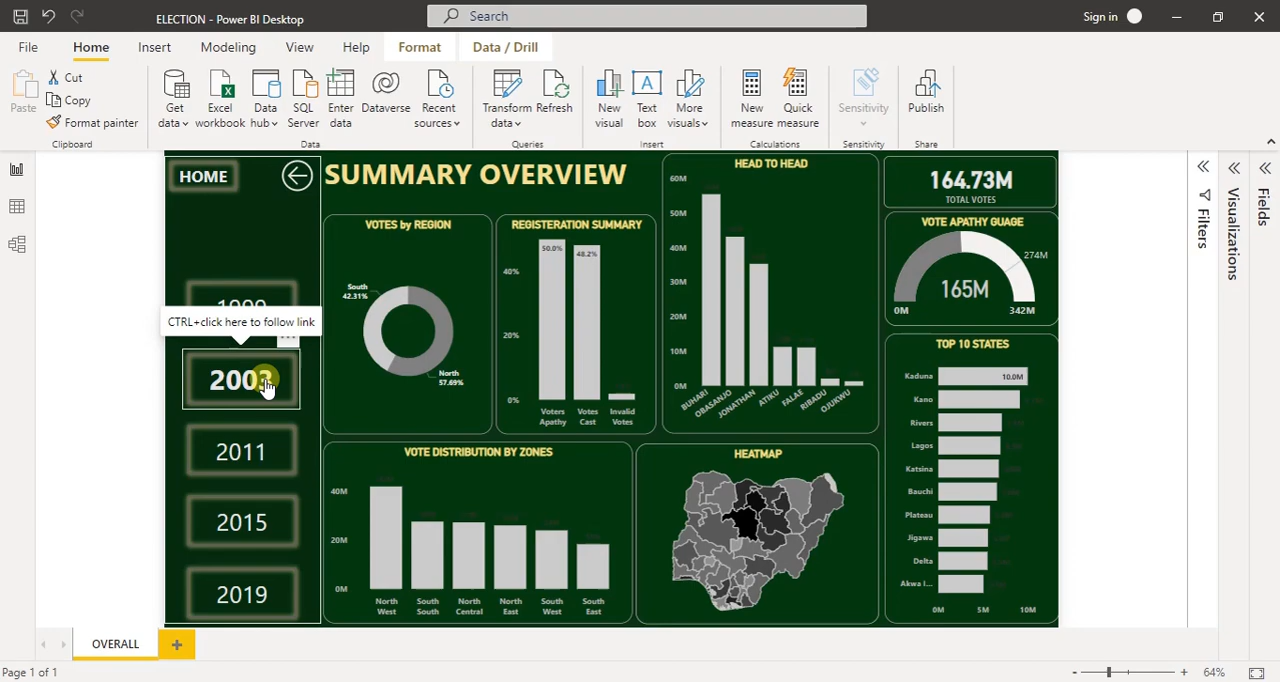 ELECTION - Power BI Desktop
Search
Sign in
File Home Insert Modeling View Help Format Data / Drill
Paste
Cut
Copy
Format painter
Clipboard
Get data
Excel workbook
Data hub
SQL Server
Enter data
Dataverse
Recent sources
Data
Transform data
Refresh
Queries
New visual
Text box
More visuals
Insert
New measure
Quick measure
Calculations
Sensitivity
Sensitivity
Publish
Share
HOME
SUMMARY OVERVIEW
1999
CTRL+click here to follow link
2003
2011
2015
2019
VOTES by REGION
South
42.31%
North
57.69%
REGISTERATION SUMMARY
40%
20%
0%
50.0%
48.2%
Voters Apathy
Votes Cast
Invalid Votes
HEAD TO HEAD
60M
50M
40M
30M
20M
10M
0M
BUHARI
OBASANJO
JONATHAN
ATIKU
FALAE
RIBADU
OJUKWU
164.73M
TOTAL VOTES
VOTE APATHY GUAGE
274M
165M
0M
342M
VOTE DISTRIBUTION BY ZONES
40M
20M
0M
North West
South South
North Central
North East
South West
South East
HEATMAP
TOP 10 STATES
Kaduna 10.0M
Kano
Rivers
Lagos
Katsina
Bauchi
Plateau
Jigawa
Delta
Akwa I...
0M 5M 10M
Filters
Visualizations
Fields
OVERALL
Page 1 of 1
64%